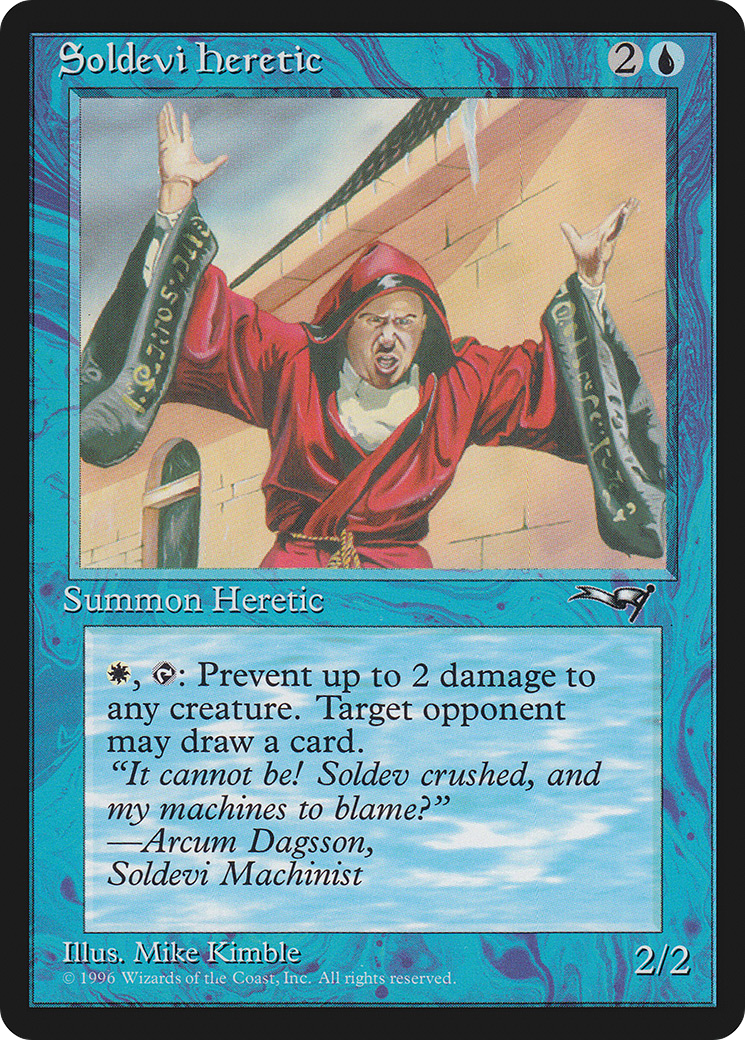 Soldevi Heretic
2
Summon Heretic
, : Prevent up to 2 damage to
any creature. Target opponent
may draw a card.
“It cannot be! Soldev crushed, and
my machines to blame?”
—Arcum Dagsson,
Soldevi Machinist
Illus. Mike Kimble
2/2
© 1996 Wizards of the Coast, Inc. All rights reserved.